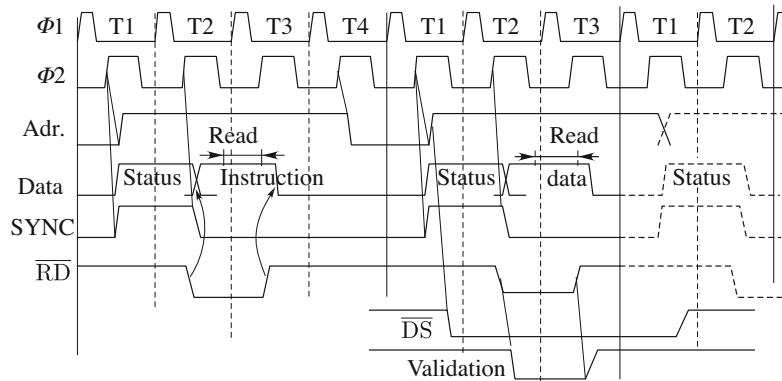 Φ1 T1 T2 T3 T4 T1 T2 T3 T1 T2
Φ2
Adr.
Read Read
Data Status Instruction Status data Status
SYNC
RD
DS
Validation